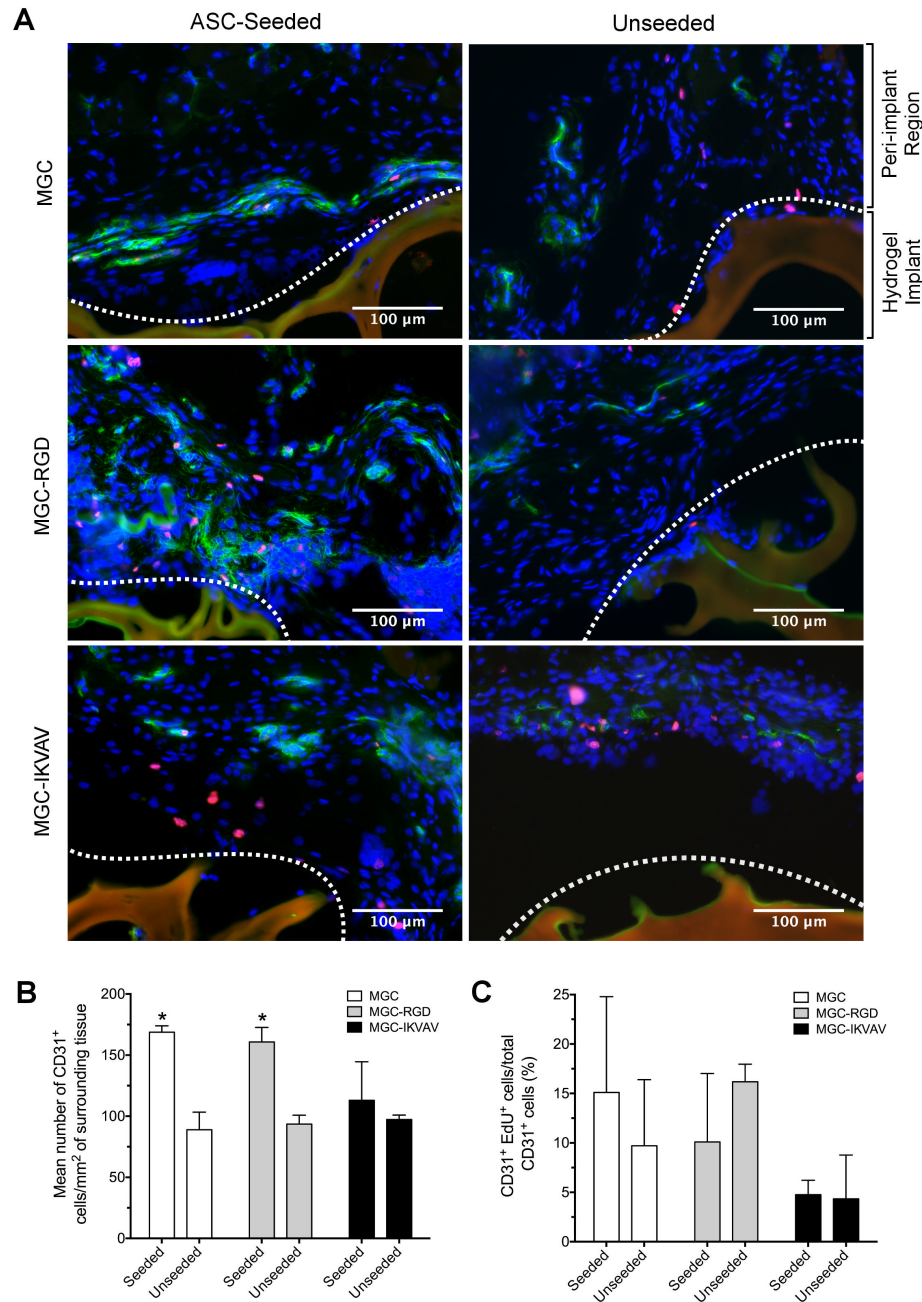 A
ASC-Seeded
Unseeded
MGC
100 µm
100 µm
Peri-implant
Region
Hydrogel
Implant
MGC-RGD
100 µm
100 µm
MGC-IKVAV
100 µm
100 µm
B
Mean number of CD31⁺
cells/mm² of surrounding tissue
200
150
100
50
0
*
*
MGC
MGC-RGD
MGC-IKVAV
Seeded
Unseeded
Seeded
Unseeded
Seeded
Unseeded
C
CD31⁺ EdU⁺ cells/total
CD31⁺ cells (%)
25
20
15
10
5
0
MGC
MGC-RGD
MGC-IKVAV
Seeded
Unseeded
Seeded
Unseeded
Seeded
Unseeded